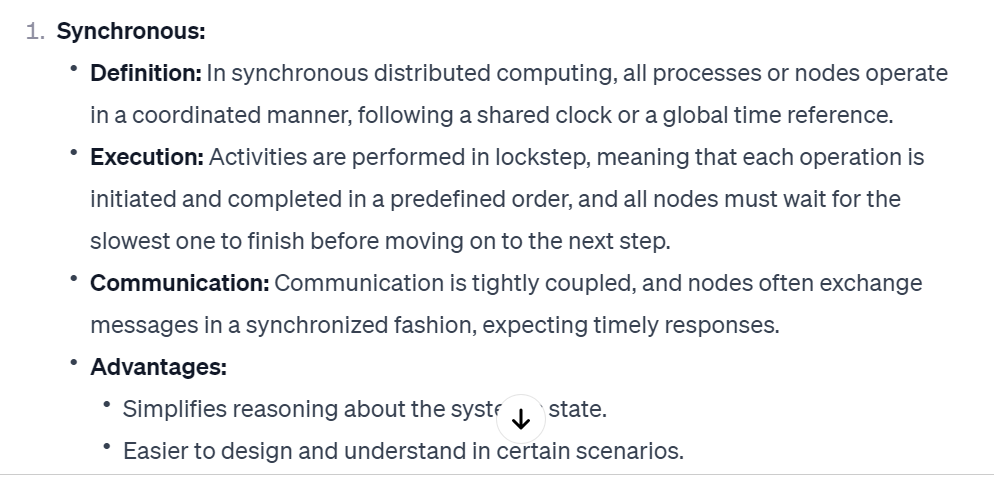 1. Synchronous:
• Definition: In synchronous distributed computing, all processes or nodes operate
in a coordinated manner, following a shared clock or a global time reference.
• Execution: Activities are performed in lockstep, meaning that each operation is
initiated and completed in a predefined order, and all nodes must wait for the
slowest one to finish before moving on to the next step.
• Communication: Communication is tightly coupled, and nodes often exchange
messages in a synchronized fashion, expecting timely responses.
• Advantages:
• Simplifies reasoning about the state.
• Easier to design and understand in certain scenarios.